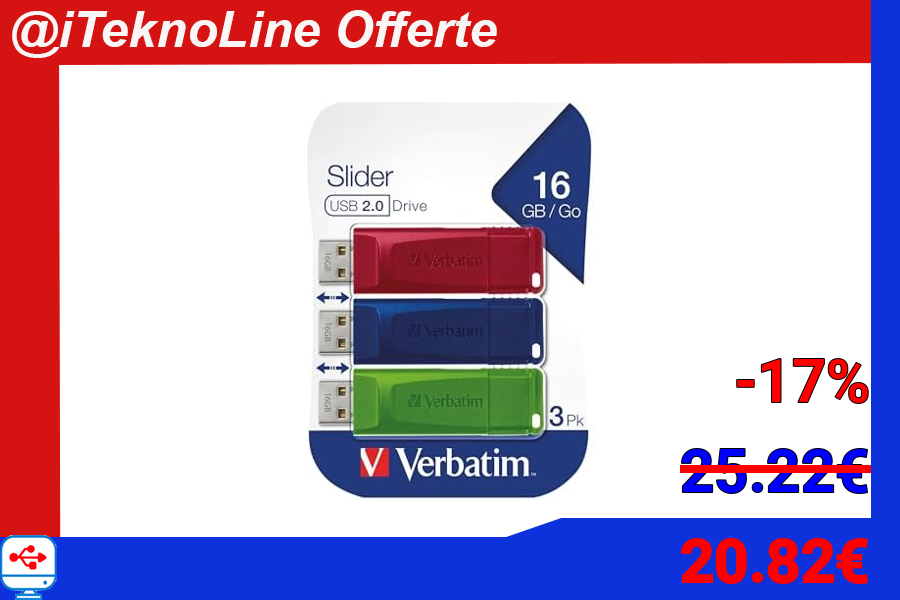 @iTeknoLine Offerte
Slider
USB 2.0 Drive
16
GB / Go
16GB
Verbatim
16GB
Verbatim
16GB
Verbatim
3 Pk
Verbatim™
-17%
25.22€
20.82€